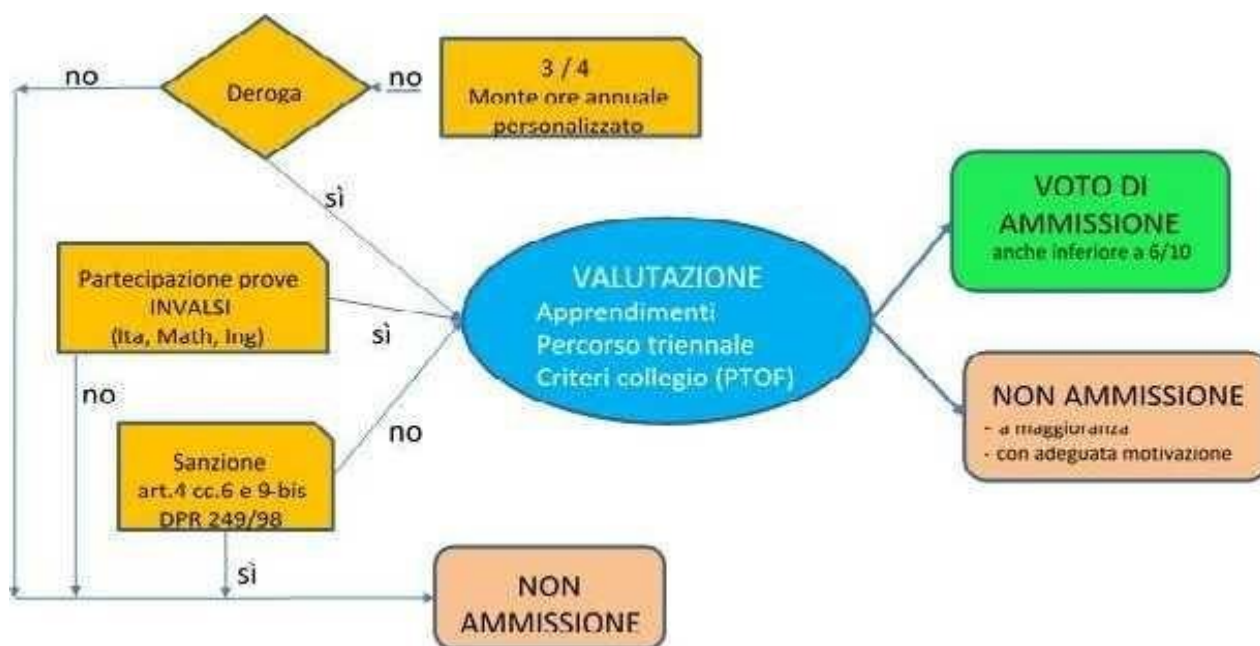 no
Deroga
no
3 / 4
Monte ore annuale
personalizzato
sì
Partecipazione prove
INVALSI
(Ita, Math, Ing)
sì
no
Sanzione
art.4 cc.6 e 9-bis
DPR 249/98
no
sì
VALUTAZIONE
Apprendimenti
Percorso triennale
Criteri collegio (PTOF)
VOTO DI
AMMISSIONE
anche inferiore a 6/10
NON AMMISSIONE
- a maggioranza
- con adeguata motivazione
NON
AMMISSIONE